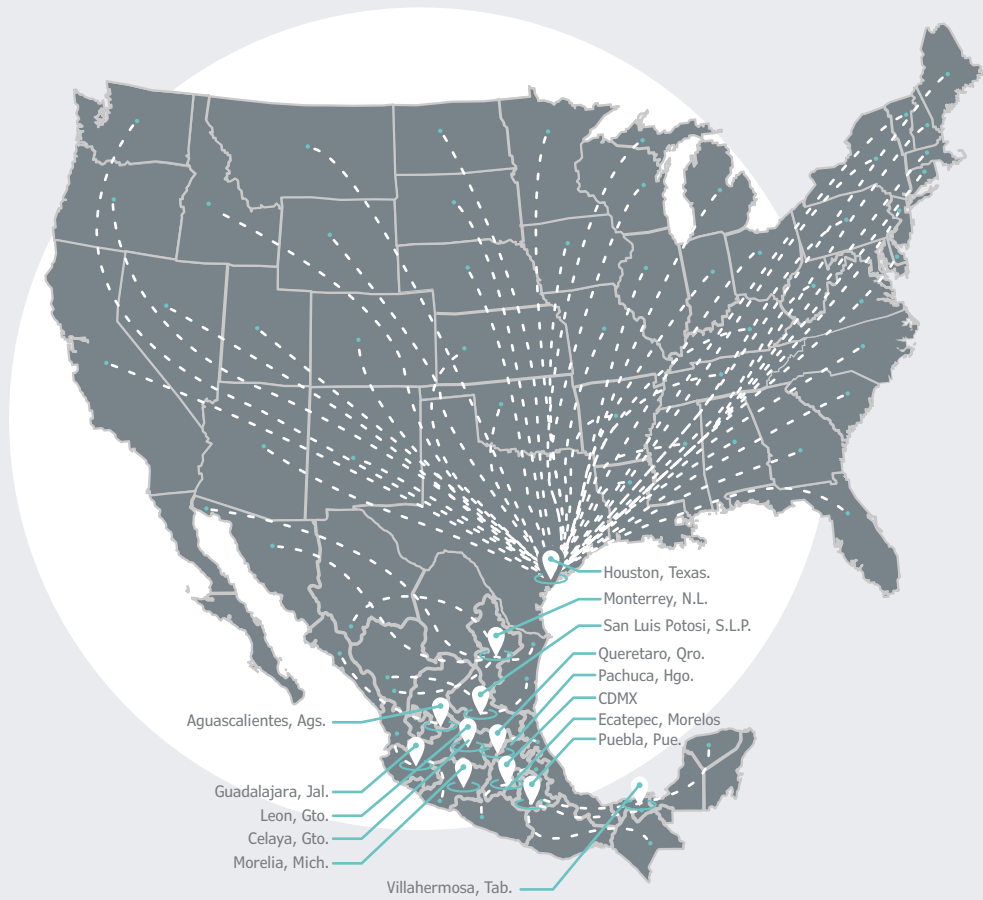 Houston, Texas.
Monterrey, N.L.
San Luis Potosi, S.L.P.
Queretaro, Qro.
Pachuca, Hgo.
CDMX
Ecatepec, Morelos
Puebla, Pue.
Aguascalientes, Ags.
Guadalajara, Jal.
Leon, Gto.
Celaya, Gto.
Morelia, Mich.
Villahermosa, Tab.